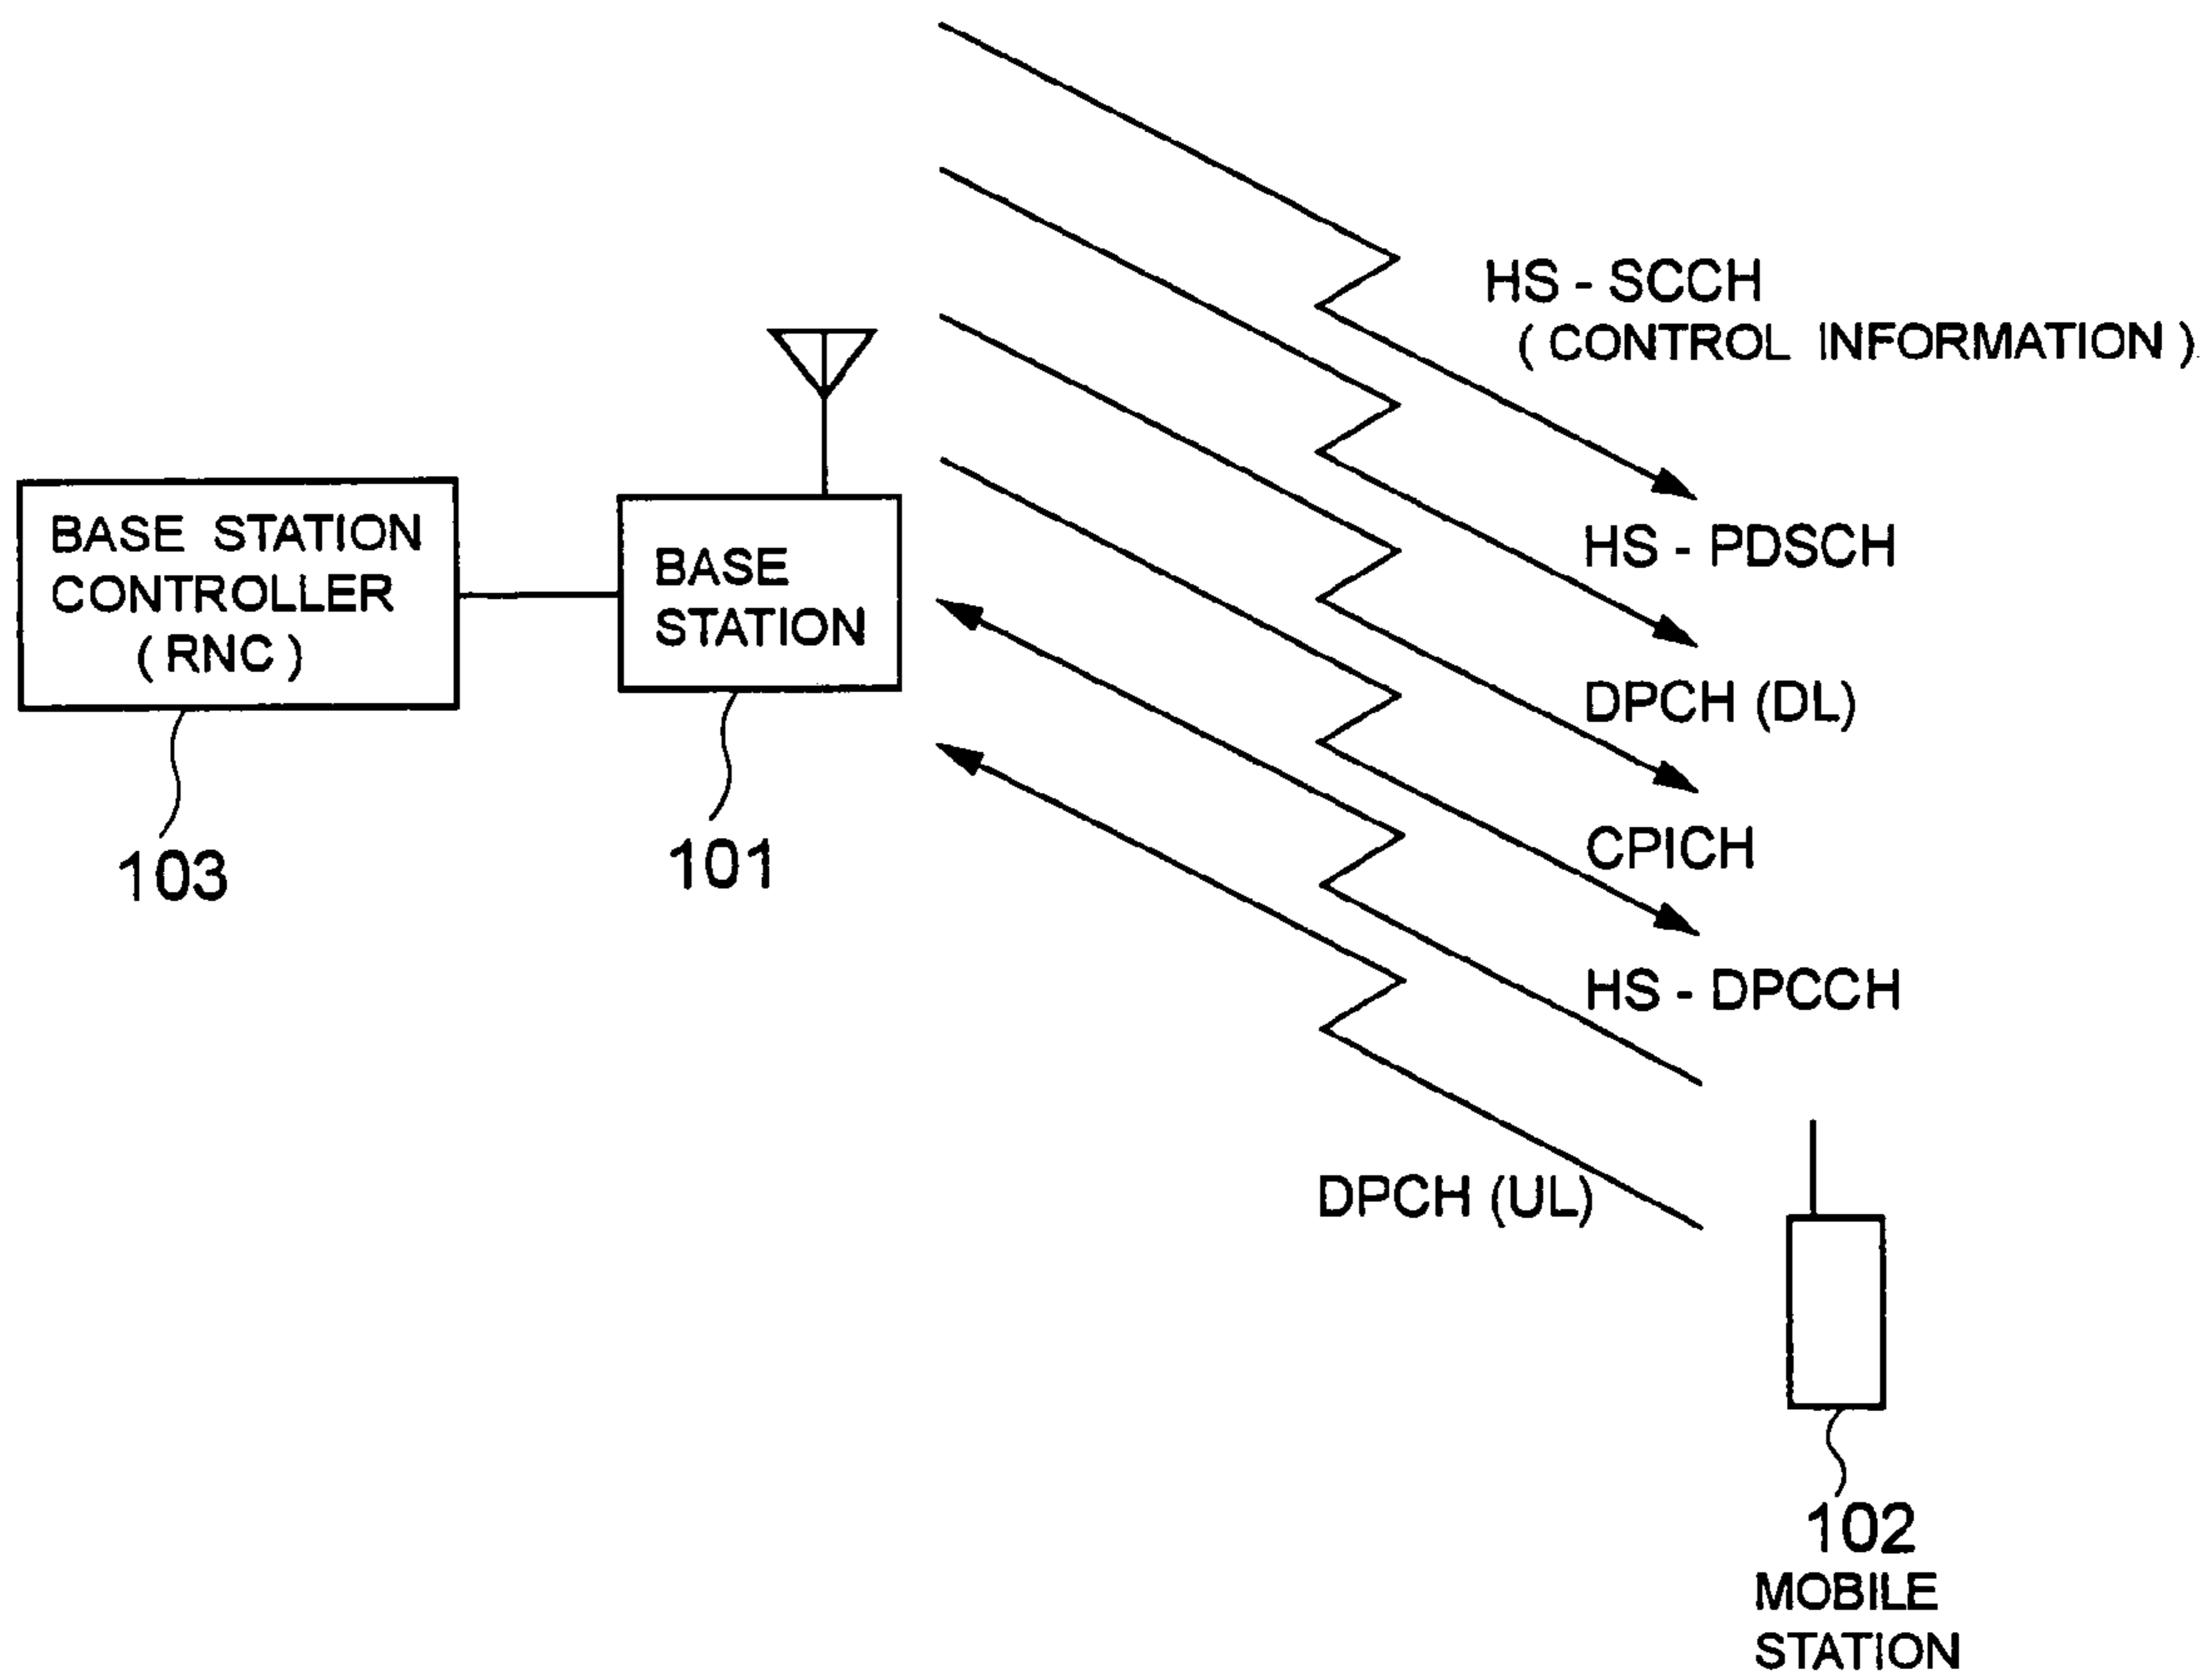 HS - SCCH
( CONTROL INFORMATION )
BASE STATION
CONTROLLER
( RNC )
BASE
STATION
HS - PDSCH
DPCH (DL)
CPICH
103
101
HS - DPCCH
DPCH (UL)
102
MOBILE
STATION